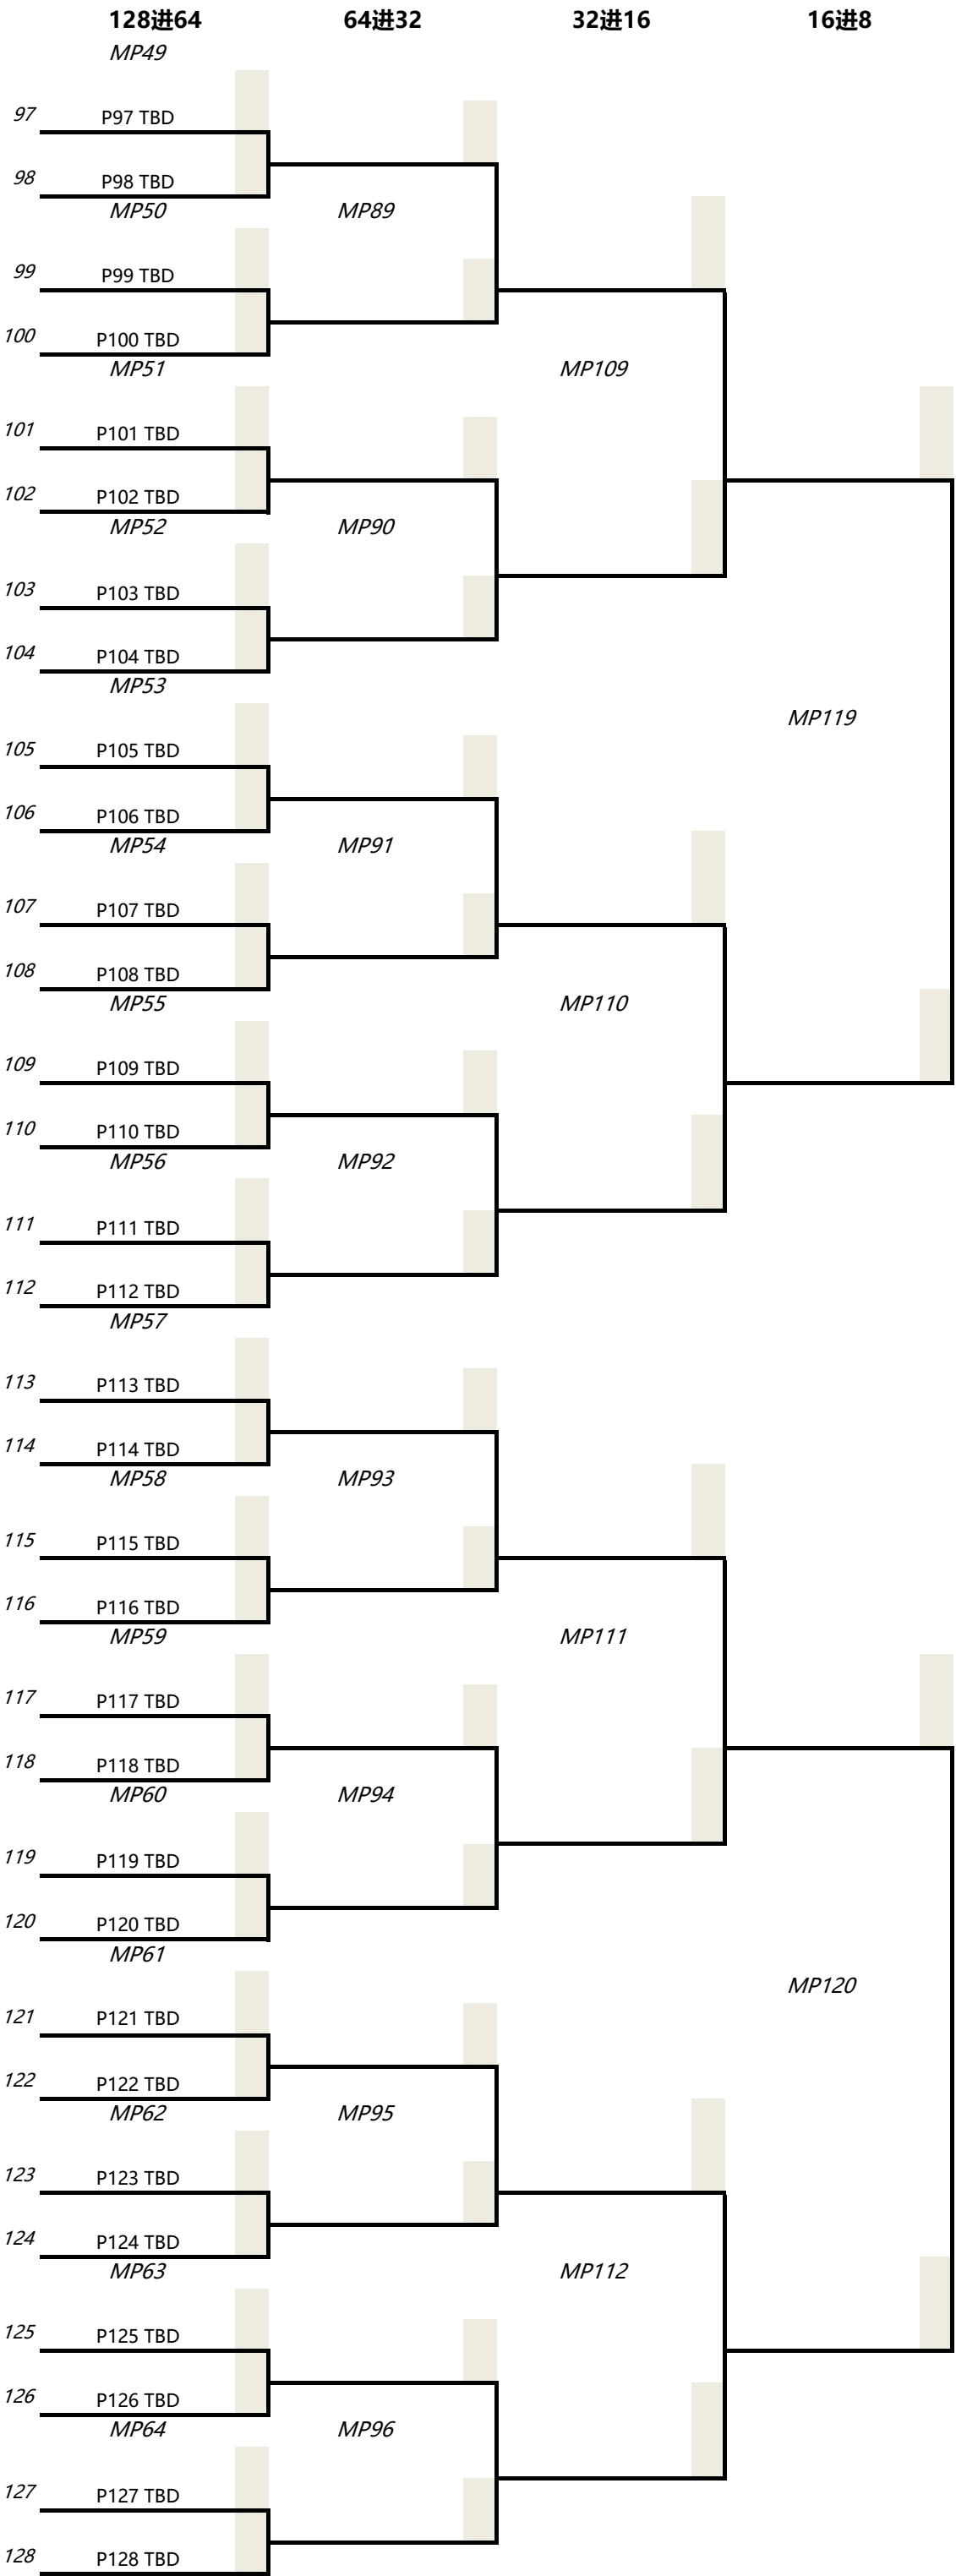 128进64 64进32 32进16 16进8
MP49
97 P97 TBD
98 P98 TBD
MP50 MP89
99 P99 TBD
100 P100 TBD
MP51 MP109
101 P101 TBD
102 P102 TBD
MP52 MP90
103 P103 TBD
104 P104 TBD
MP53
MP119
105 P105 TBD
106 P106 TBD
MP54 MP91
107 P107 TBD
108 P108 TBD
MP55 MP110
109 P109 TBD
110 P110 TBD
MP56 MP92
111 P111 TBD
112 P112 TBD
MP57
113 P113 TBD
114 P114 TBD
MP58 MP93
115 P115 TBD
116 P116 TBD
MP59 MP111
117 P117 TBD
118 P118 TBD
MP60 MP94
119 P119 TBD
120 P120 TBD
MP61
MP120
121 P121 TBD
122 P122 TBD
MP62 MP95
123 P123 TBD
124 P124 TBD
MP63 MP112
125 P125 TBD
126 P126 TBD
MP64 MP96
127 P127 TBD
128 P128 TBD